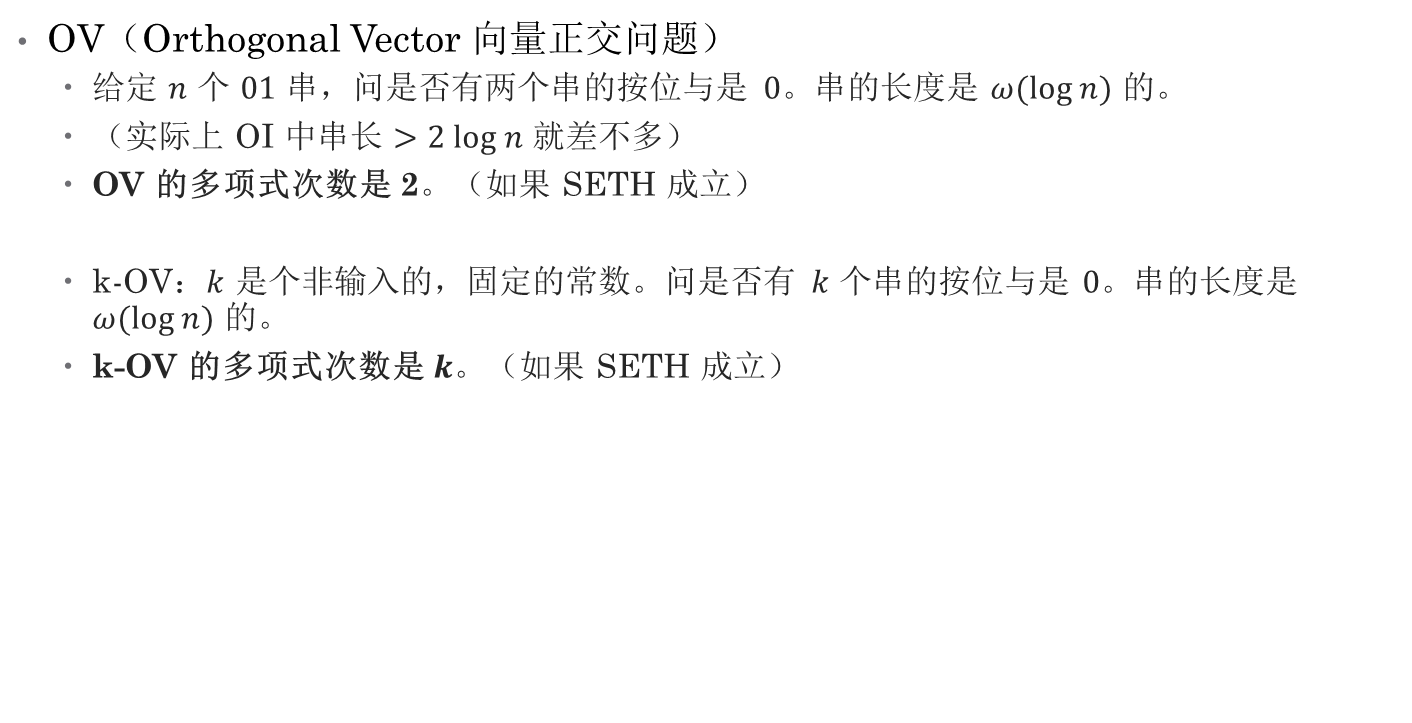 • OV（Orthogonal Vector 向量正交问题）
• 给定 n 个 01 串，问是否有两个串的按位与是 0。串的长度是 ω(log n) 的。
• （实际上 OI 中串长 > 2 log n 就差不多）
• OV 的多项式次数是 2。（如果 SETH 成立）
• k-OV：k 是个非输入的，固定的常数。问是否有 k 个串的按位与是 0。串的长度是
ω(log n) 的。
• k-OV 的多项式次数是 k。（如果 SETH 成立）